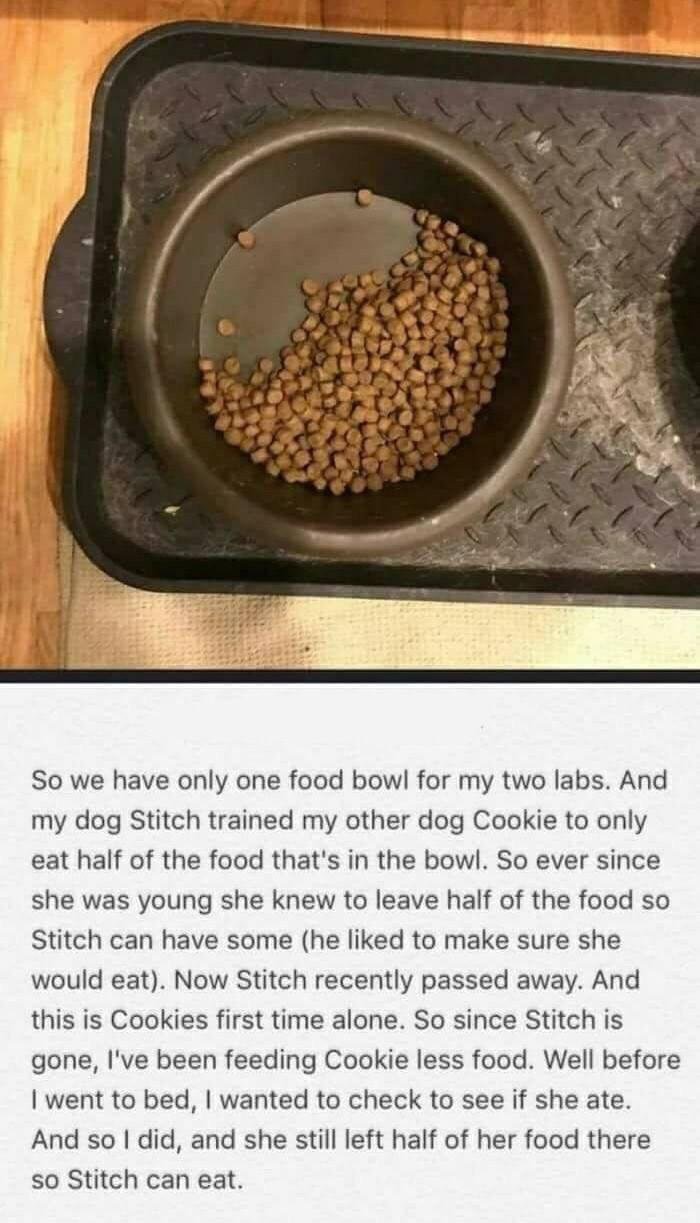 So we have only one food bowl for my two labs. And
my dog Stitch trained my other dog Cookie to only
eat half of the food that's in the bowl. So ever since
she was young she knew to leave half of the food so
Stitch can have some (he liked to make sure she
would eat). Now Stitch recently passed away. And
this is Cookies first time alone. So since Stitch is
gone, I've been feeding Cookie less food. Well before
I went to bed, I wanted to check to see if she ate.
And so I did, and she still left half of her food there
so Stitch can eat.